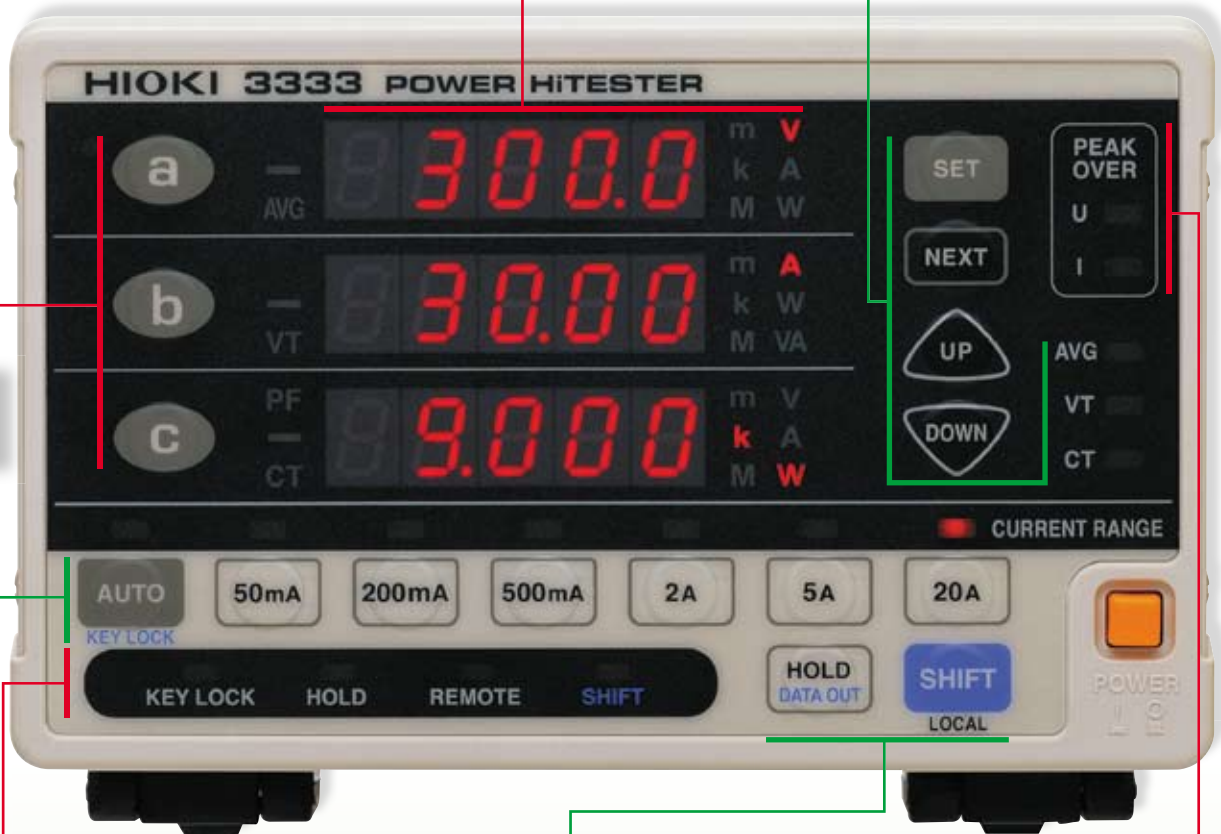 HIOKI 3333 POWER HiTESTER
a
300.0
m V
k A
AVG
M W
b
30.00
m A
k W
VT
M VA
c
PF
9.000
m V
k A
CT
M W
SET
NEXT
UP
DOWN
PEAK
OVER
U
I
AVG
VT
CT
CURRENT RANGE
AUTO 50mA 200mA 500mA 2A 5A 20A
KEY LOCK
KEY LOCK HOLD REMOTE SHIFT
HOLD
DATA OUT
SHIFT
LOCAL
POWER